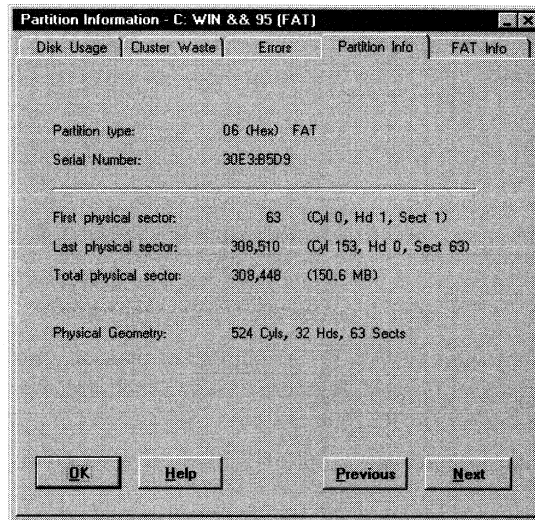 Partition Information - C: WIN && 95 (FAT)
Disk Usage Cluster Waste Errors Partition Info FAT Info
Partition type: 06 (Hex) FAT
Serial Number: 30E3:B5D9
First physical sector: 63 (Cyl 0, Hd 1, Sect 1)
Last physical sector: 308,510 (Cyl 153, Hd 0, Sect 63)
Total physical sector: 308,448 (150.6 MB)
Physical Geometry: 524 Cyls, 32 Hds, 63 Sects
OK Help Previous Next